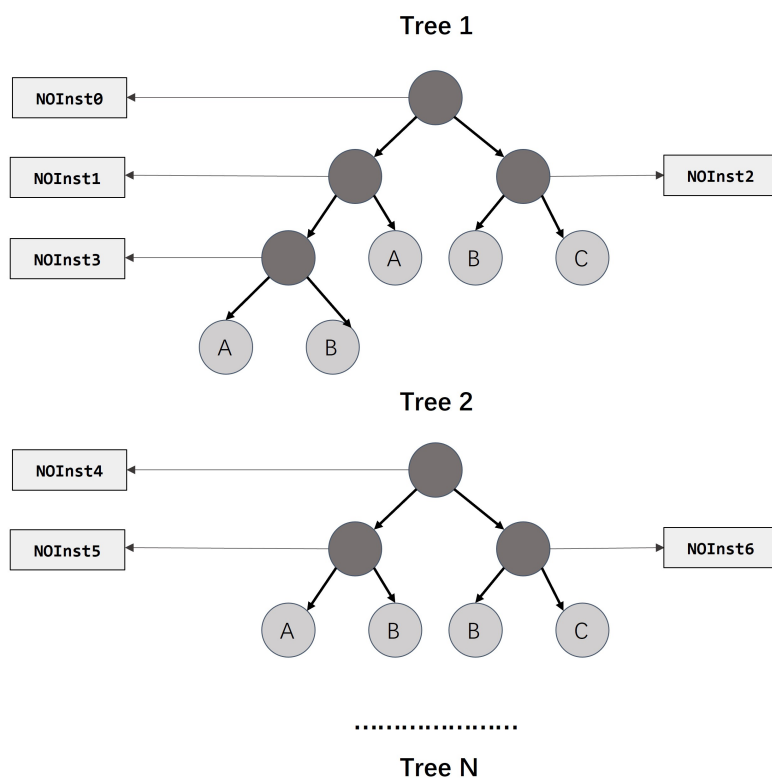 Tree 1
NOInst0
NOInst1
NOInst2
NOInst3
A
B
C
A
B
Tree 2
NOInst4
NOInst5
NOInst6
A
B
B
C
Tree N